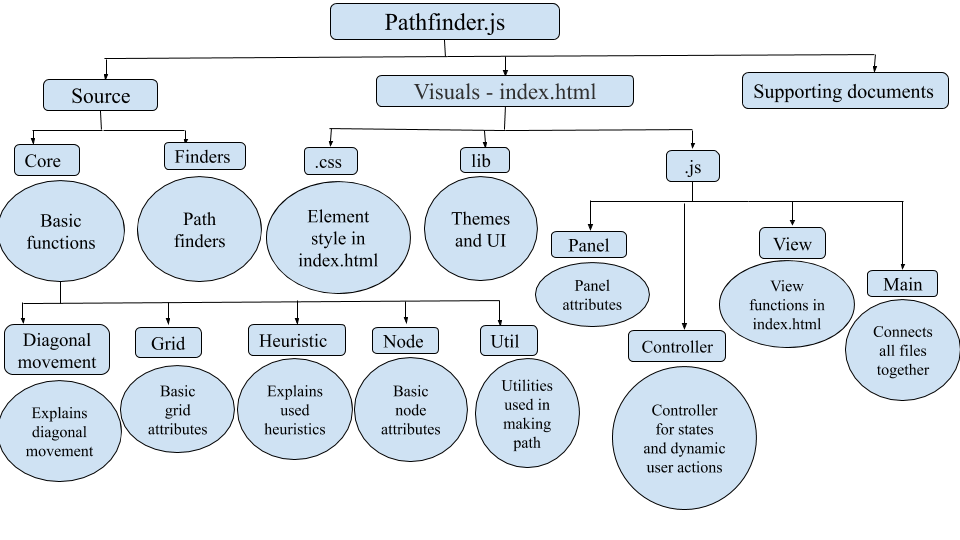 Pathfinder.js
Source
Visuals - index.html
Supporting documents
Core
Finders
.css
lib
.js
Basic
functions
Path
finders
Element
style in
index.html
Themes
and UI
Panel
View
Main
Panel
attributes
View
functions in
index.html
Connects
all files
together
Diagonal
movement
Grid
Heuristic
Node
Util
Controller
Explains
diagonal
movement
Basic
grid
attributes
Explains
used
heuristics
Basic
node
attributes
Utilities
used in
making
path
Controller
for states
and dynamic
user actions